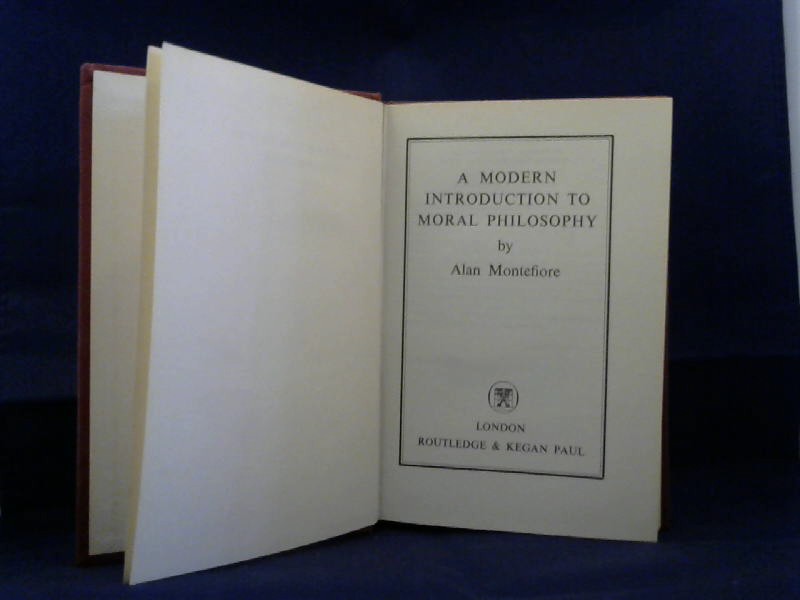 A MODERN
INTRODUCTION TO
MORAL PHILOSOPHY
by
Alan Montefiore
LONDON
ROUTLEDGE & KEGAN PAUL